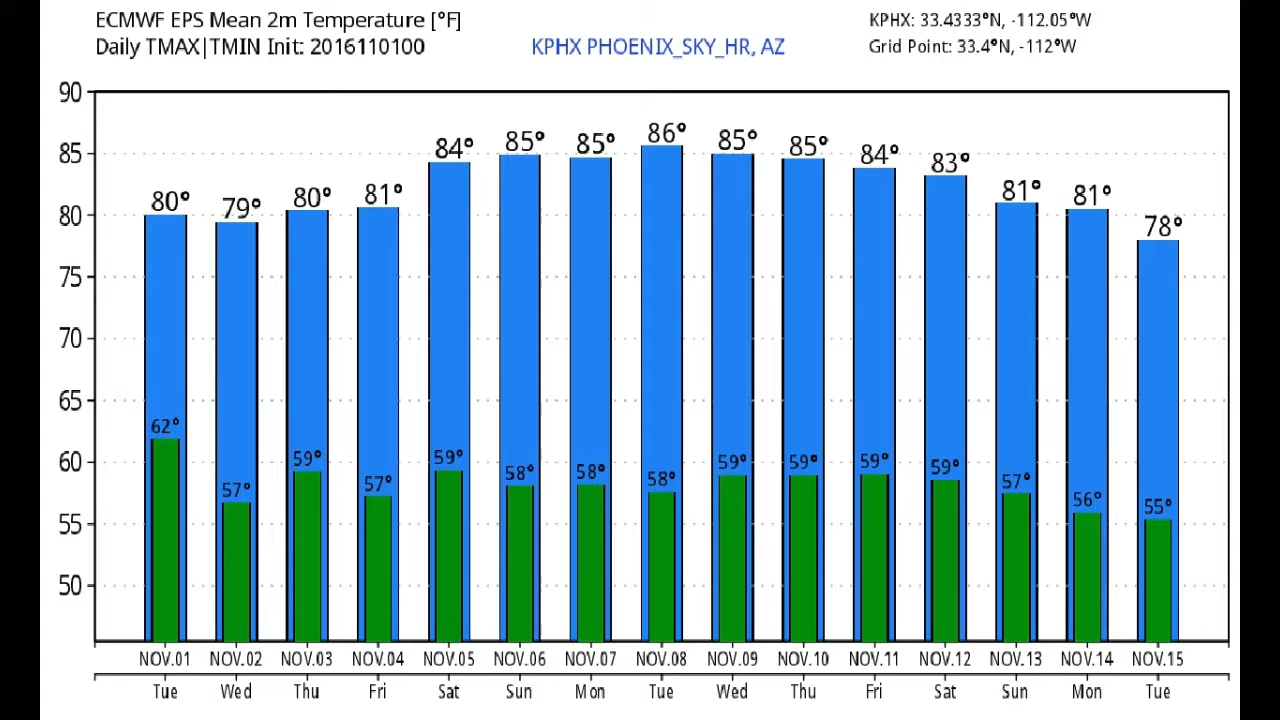 ECMWF EPS Mean 2m Temperature [°F]
Daily TMAX|TMIN Init: 2016110100
KPHX PHOENIX_SKY_HR, AZ
KPHX: 33.4333°N, -112.05°W
Grid Point: 33.4°N, -112°W
90
85
80
75
70
65
60
55
50
80° 79° 80° 81° 84° 85° 85° 86° 85° 85° 84° 83° 81° 81° 78°
62° 57° 59° 57° 59° 58° 58° 58° 59° 59° 59° 59° 57° 56° 55°
NOV.01 NOV.02 NOV.03 NOV.04 NOV.05 NOV.06 NOV.07 NOV.08 NOV.09 NOV.10 NOV.11 NOV.12 NOV.13 NOV.14 NOV.15
Tue Wed Thu Fri Sat Sun Mon Tue Wed Thu Fri Sat Sun Mon Tue